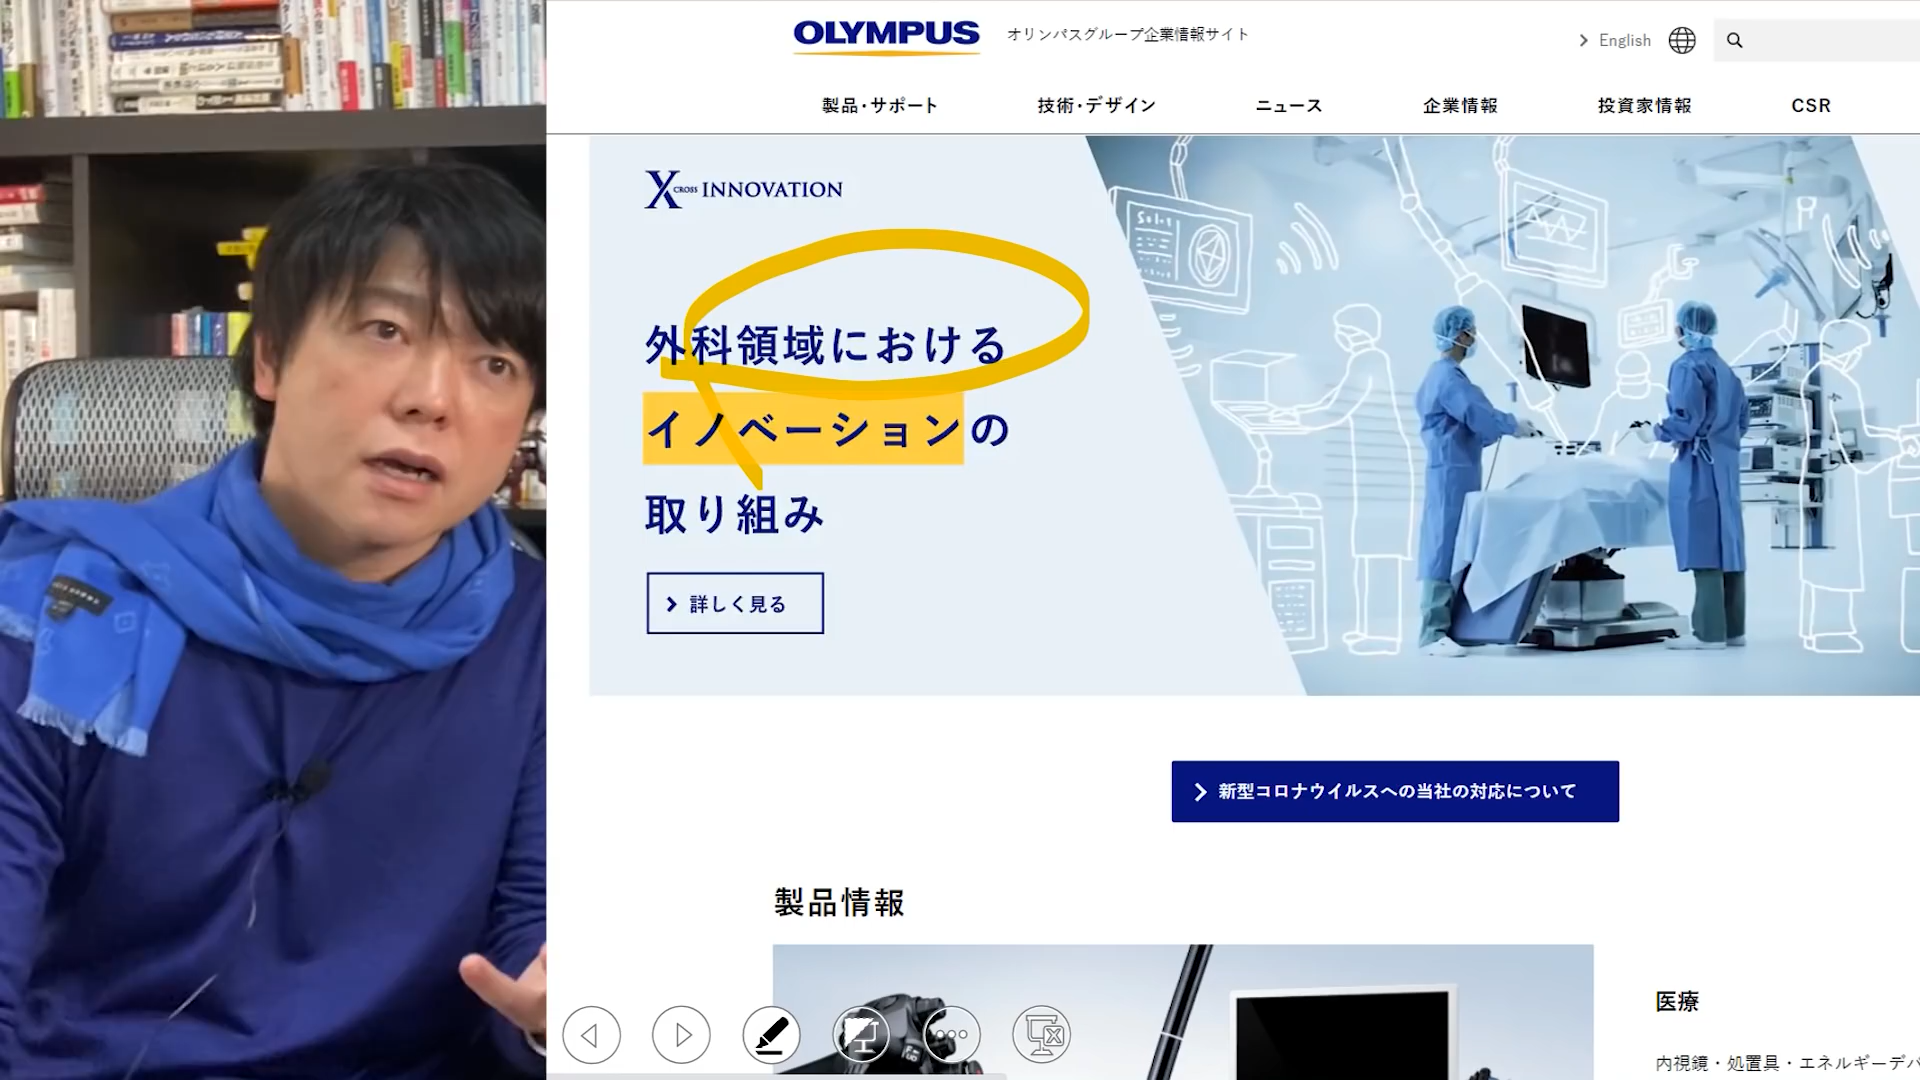 OLYMPUS
オリンパスグループ企業情報サイト
English
製品・サポート
技術・デザイン
ニュース
企業情報
投資家情報
CSR
X CROSS INNOVATION
外科領域における
イノベーションの
取り組み
詳しく見る
新型コロナウイルスへの当社の対応について
製品情報
医療
内視鏡・処置具・エネルギーデバ